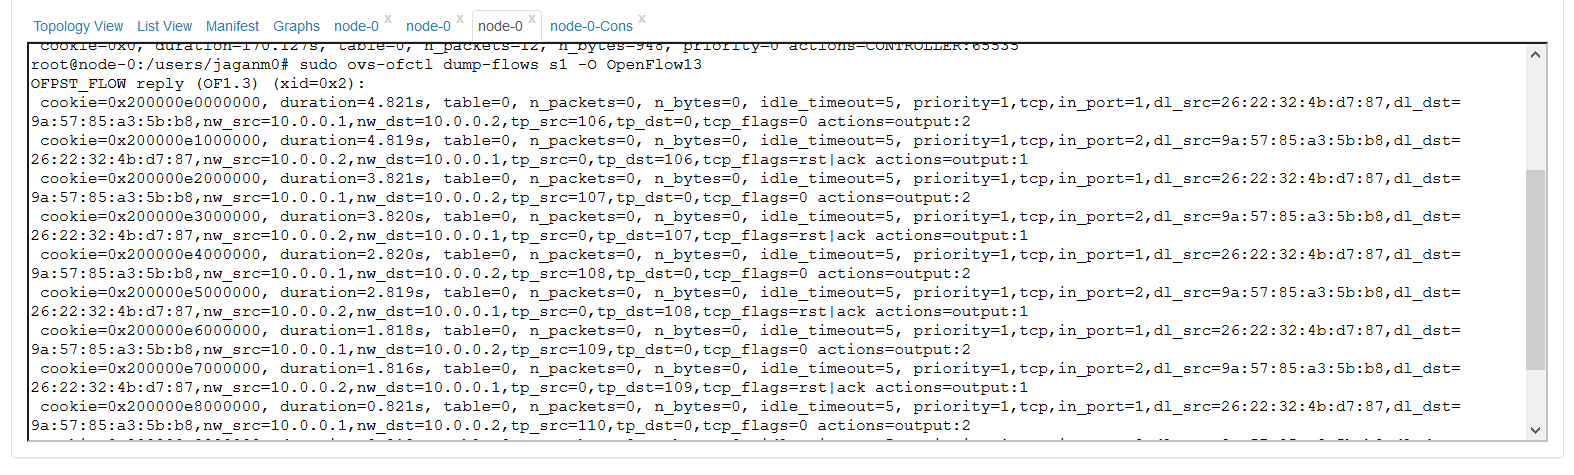 Topology View List View Manifest Graphs node-0 x node-0 x node-0 x node-0-Cons x
cookie=0x0, duration=170.127s, table=0, n_packets=12, n_bytes=948, priority=0 actions=CONTROLLER:65535
root@node-0:/users/jaganm0# sudo ovs-ofctl dump-flows s1 -O OpenFlow13
OFPST_FLOW reply (OF1.3) (xid=0x2):
cookie=0x200000e0000000, duration=4.821s, table=0, n_packets=0, n_bytes=0, idle_timeout=5, priority=1,tcp,in_port=1,dl_src=26:22:32:4b:d7:87,dl_dst=
9a:57:85:a3:5b:b8,nw_src=10.0.0.1,nw_dst=10.0.0.2,tp_src=106,tp_dst=0,tcp_flags=0 actions=output:2
cookie=0x200000e1000000, duration=4.819s, table=0, n_packets=0, n_bytes=0, idle_timeout=5, priority=1,tcp,in_port=2,dl_src=9a:57:85:a3:5b:b8,dl_dst=
26:22:32:4b:d7:87,nw_src=10.0.0.2,nw_dst=10.0.0.1,tp_src=0,tp_dst=106,tcp_flags=rst|ack actions=output:1
cookie=0x200000e2000000, duration=3.821s, table=0, n_packets=0, n_bytes=0, idle_timeout=5, priority=1,tcp,in_port=1,dl_src=26:22:32:4b:d7:87,dl_dst=
9a:57:85:a3:5b:b8,nw_src=10.0.0.1,nw_dst=10.0.0.2,tp_src=107,tp_dst=0,tcp_flags=0 actions=output:2
cookie=0x200000e3000000, duration=3.820s, table=0, n_packets=0, n_bytes=0, idle_timeout=5, priority=1,tcp,in_port=2,dl_src=9a:57:85:a3:5b:b8,dl_dst=
26:22:32:4b:d7:87,nw_src=10.0.0.2,nw_dst=10.0.0.1,tp_src=0,tp_dst=107,tcp_flags=rst|ack actions=output:1
cookie=0x200000e4000000, duration=2.820s, table=0, n_packets=0, n_bytes=0, idle_timeout=5, priority=1,tcp,in_port=1,dl_src=26:22:32:4b:d7:87,dl_dst=
9a:57:85:a3:5b:b8,nw_src=10.0.0.1,nw_dst=10.0.0.2,tp_src=108,tp_dst=0,tcp_flags=0 actions=output:2
cookie=0x200000e5000000, duration=2.819s, table=0, n_packets=0, n_bytes=0, idle_timeout=5, priority=1,tcp,in_port=2,dl_src=9a:57:85:a3:5b:b8,dl_dst=
26:22:32:4b:d7:87,nw_src=10.0.0.2,nw_dst=10.0.0.1,tp_src=0,tp_dst=108,tcp_flags=rst|ack actions=output:1
cookie=0x200000e6000000, duration=1.818s, table=0, n_packets=0, n_bytes=0, idle_timeout=5, priority=1,tcp,in_port=1,dl_src=26:22:32:4b:d7:87,dl_dst=
9a:57:85:a3:5b:b8,nw_src=10.0.0.1,nw_dst=10.0.0.2,tp_src=109,tp_dst=0,tcp_flags=0 actions=output:2
cookie=0x200000e7000000, duration=1.816s, table=0, n_packets=0, n_bytes=0, idle_timeout=5, priority=1,tcp,in_port=2,dl_src=9a:57:85:a3:5b:b8,dl_dst=
26:22:32:4b:d7:87,nw_src=10.0.0.2,nw_dst=10.0.0.1,tp_src=0,tp_dst=109,tcp_flags=rst|ack actions=output:1
cookie=0x200000e8000000, duration=0.821s, table=0, n_packets=0, n_bytes=0, idle_timeout=5, priority=1,tcp,in_port=1,dl_src=26:22:32:4b:d7:87,dl_dst=
9a:57:85:a3:5b:b8,nw_src=10.0.0.1,nw_dst=10.0.0.2,tp_src=110,tp_dst=0,tcp_flags=0 actions=output:2